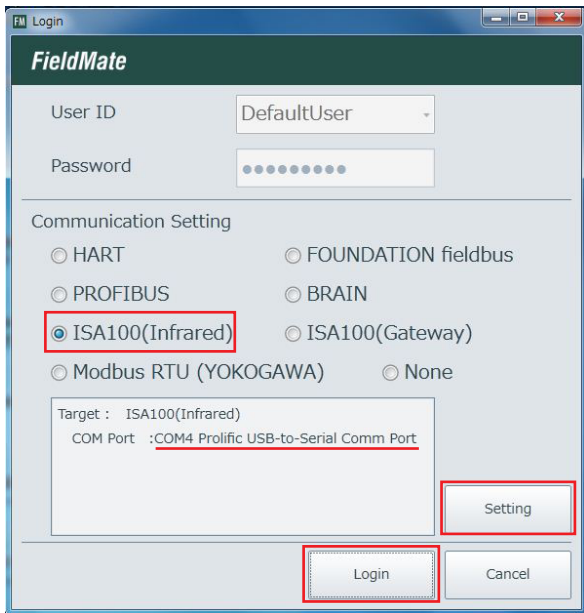 FM Login
FieldMate
User ID DefaultUser
Password
Communication Setting
HART FOUNDATION fieldbus
PROFIBUS BRAIN
ISA100(Infrared) ISA100(Gateway)
Modbus RTU (YOKOGAWA) None
Target : ISA100(Infrared)
COM Port :COM4 Prolific USB-to-Serial Comm Port
Setting
Login Cancel